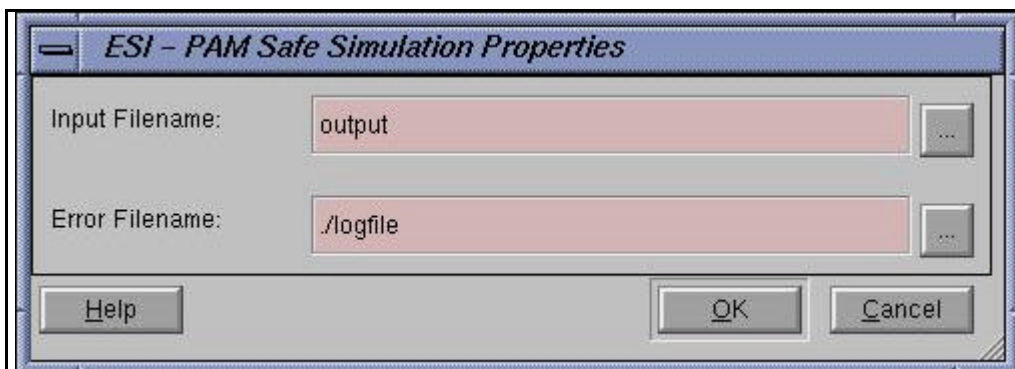 ESI – PAM Safe Simulation Properties
Input Filename: output ...
Error Filename: ./logfile ...
Help OK Cancel